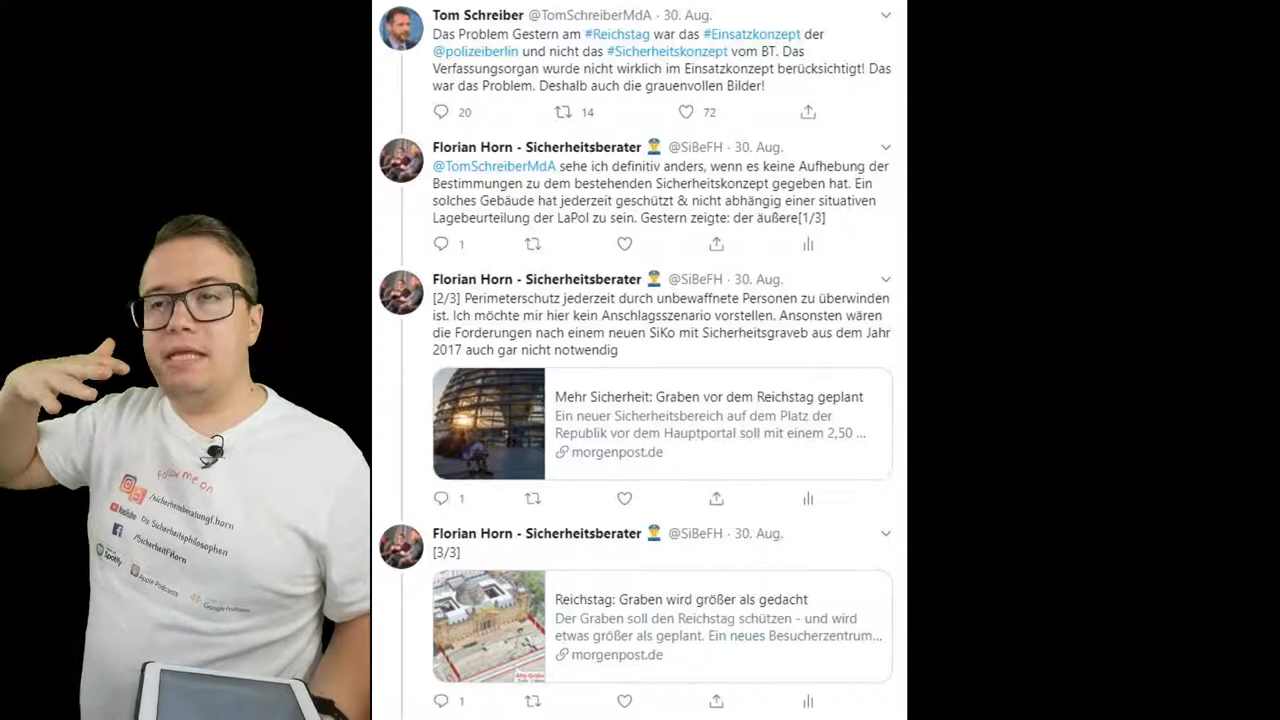 Tom Schreiber @TomSchreiberMdA · 30. Aug.
Das Problem Gestern am #Reichstag war das #Einsatzkonzept der
@polizeiberlin und nicht das #Sicherheitskonzept vom BT. Das
Verfassungsorgan wurde nicht wirklich im Einsatzkonzept berücksichtigt! Das
war das Problem. Deshalb auch die grauenvollen Bilder!
20 14 72
Florian Horn - Sicherheitsberater @SiBeFH · 30. Aug.
@TomSchreiberMdA sehe ich definitiv anders, wenn es keine Aufhebung der
Bestimmungen zu dem bestehenden Sicherheitskonzept gegeben hat. Ein
solches Gebäude hat jederzeit geschützt & nicht abhängig einer situativen
Lagebeurteilung der LaPol zu sein. Gestern zeigte: der äußere[1/3]
1
Florian Horn - Sicherheitsberater @SiBeFH · 30. Aug.
[2/3] Perimeterschutz jederzeit durch unbewaffnete Personen zu überwinden
ist. Ich möchte mir hier kein Anschlagsszenario vorstellen. Ansonsten wären
die Forderungen nach einem neuen SiKo mit Sicherheitsgraveb aus dem Jahr
2017 auch gar nicht notwendig
Mehr Sicherheit: Graben vor dem Reichstag geplant
Ein neuer Sicherheitsbereich auf dem Platz der
Republik vor dem Hauptportal soll mit einem 2,50 ...
morgenpost.de
1
Florian Horn - Sicherheitsberater @SiBeFH · 30. Aug.
[3/3]
Reichstag: Graben wird größer als gedacht
Der Graben soll den Reichstag schützen - und wird
etwas größer als geplant. Ein neues Besucherzentrum...
morgenpost.de
1
Follow me on
/sicherheitsberatungf.horn
YouTube Die Sicherheitsphilosophen
/SicherheitFHorn
Spotify
Apple Podcasts
Google Podcasts